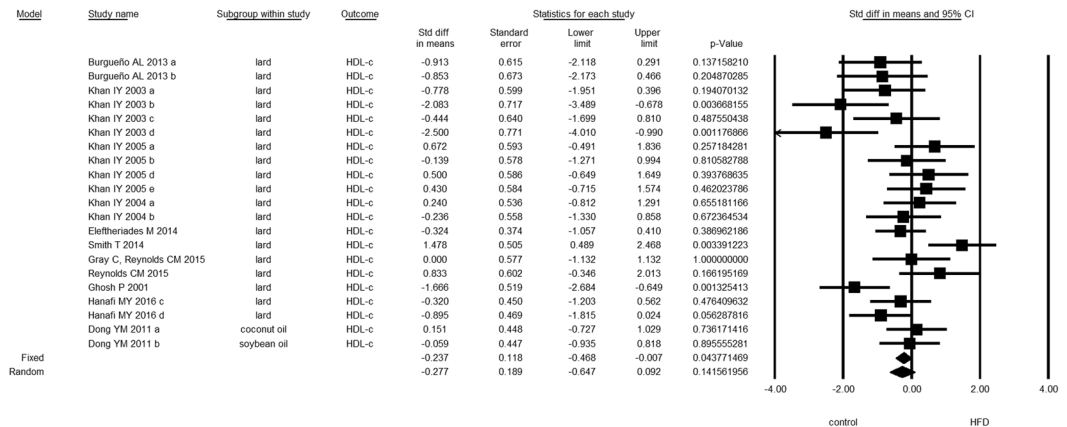 Model Study name Subgroup within study Outcome Statistics for each study Std diff in means and 95% CI
Std diff in means Standard error Lower limit Upper limit p-Value
Burgueño AL 2013 a lard HDL-c -0.913 0.615 -2.118 0.291 0.137158210
Burgueño AL 2013 b lard HDL-c -0.853 0.673 -2.173 0.466 0.204870285
Khan IY 2003 a lard HDL-c -0.778 0.599 -1.951 0.396 0.194070132
Khan IY 2003 b lard HDL-c -2.083 0.717 -3.489 -0.678 0.003668155
Khan IY 2003 c lard HDL-c -0.444 0.640 -1.699 0.810 0.487550438
Khan IY 2003 d lard HDL-c -2.500 0.771 -4.010 -0.990 0.001176866
Khan IY 2005 a lard HDL-c 0.672 0.593 -0.491 1.836 0.257184281
Khan IY 2005 b lard HDL-c -0.139 0.578 -1.271 0.994 0.810582788
Khan IY 2005 d lard HDL-c 0.500 0.586 -0.649 1.649 0.393768635
Khan IY 2005 e lard HDL-c 0.430 0.584 -0.715 1.574 0.462023786
Khan IY 2004 a lard HDL-c 0.240 0.536 -0.812 1.291 0.655181166
Khan IY 2004 b lard HDL-c -0.236 0.558 -1.330 0.858 0.672364534
Eleftheriades M 2014 lard HDL-c -0.324 0.374 -1.057 0.410 0.386962186
Smith T 2014 lard HDL-c 1.478 0.505 0.489 2.468 0.003391223
Gray C, Reynolds CM 2015 lard HDL-c 0.000 0.577 -1.132 1.132 1.000000000
Reynolds CM 2015 lard HDL-c 0.833 0.602 -0.346 2.013 0.166195169
Ghosh P 2001 lard HDL-c -1.666 0.519 -2.684 -0.649 0.001325413
Hanafi MY 2016 c lard HDL-c -0.320 0.450 -1.203 0.562 0.476409632
Hanafi MY 2016 d lard HDL-c -0.895 0.469 -1.815 0.024 0.056287816
Dong YM 2011 a coconut oil HDL-c 0.151 0.448 -0.727 1.029 0.736171416
Dong YM 2011 b soybean oil HDL-c -0.059 0.447 -0.935 0.818 0.895555281
Fixed -0.237 0.118 -0.468 -0.007 0.043771469
Random -0.277 0.189 -0.647 0.092 0.141561956
-4.00 -2.00 0.00 2.00 4.00
control HFD